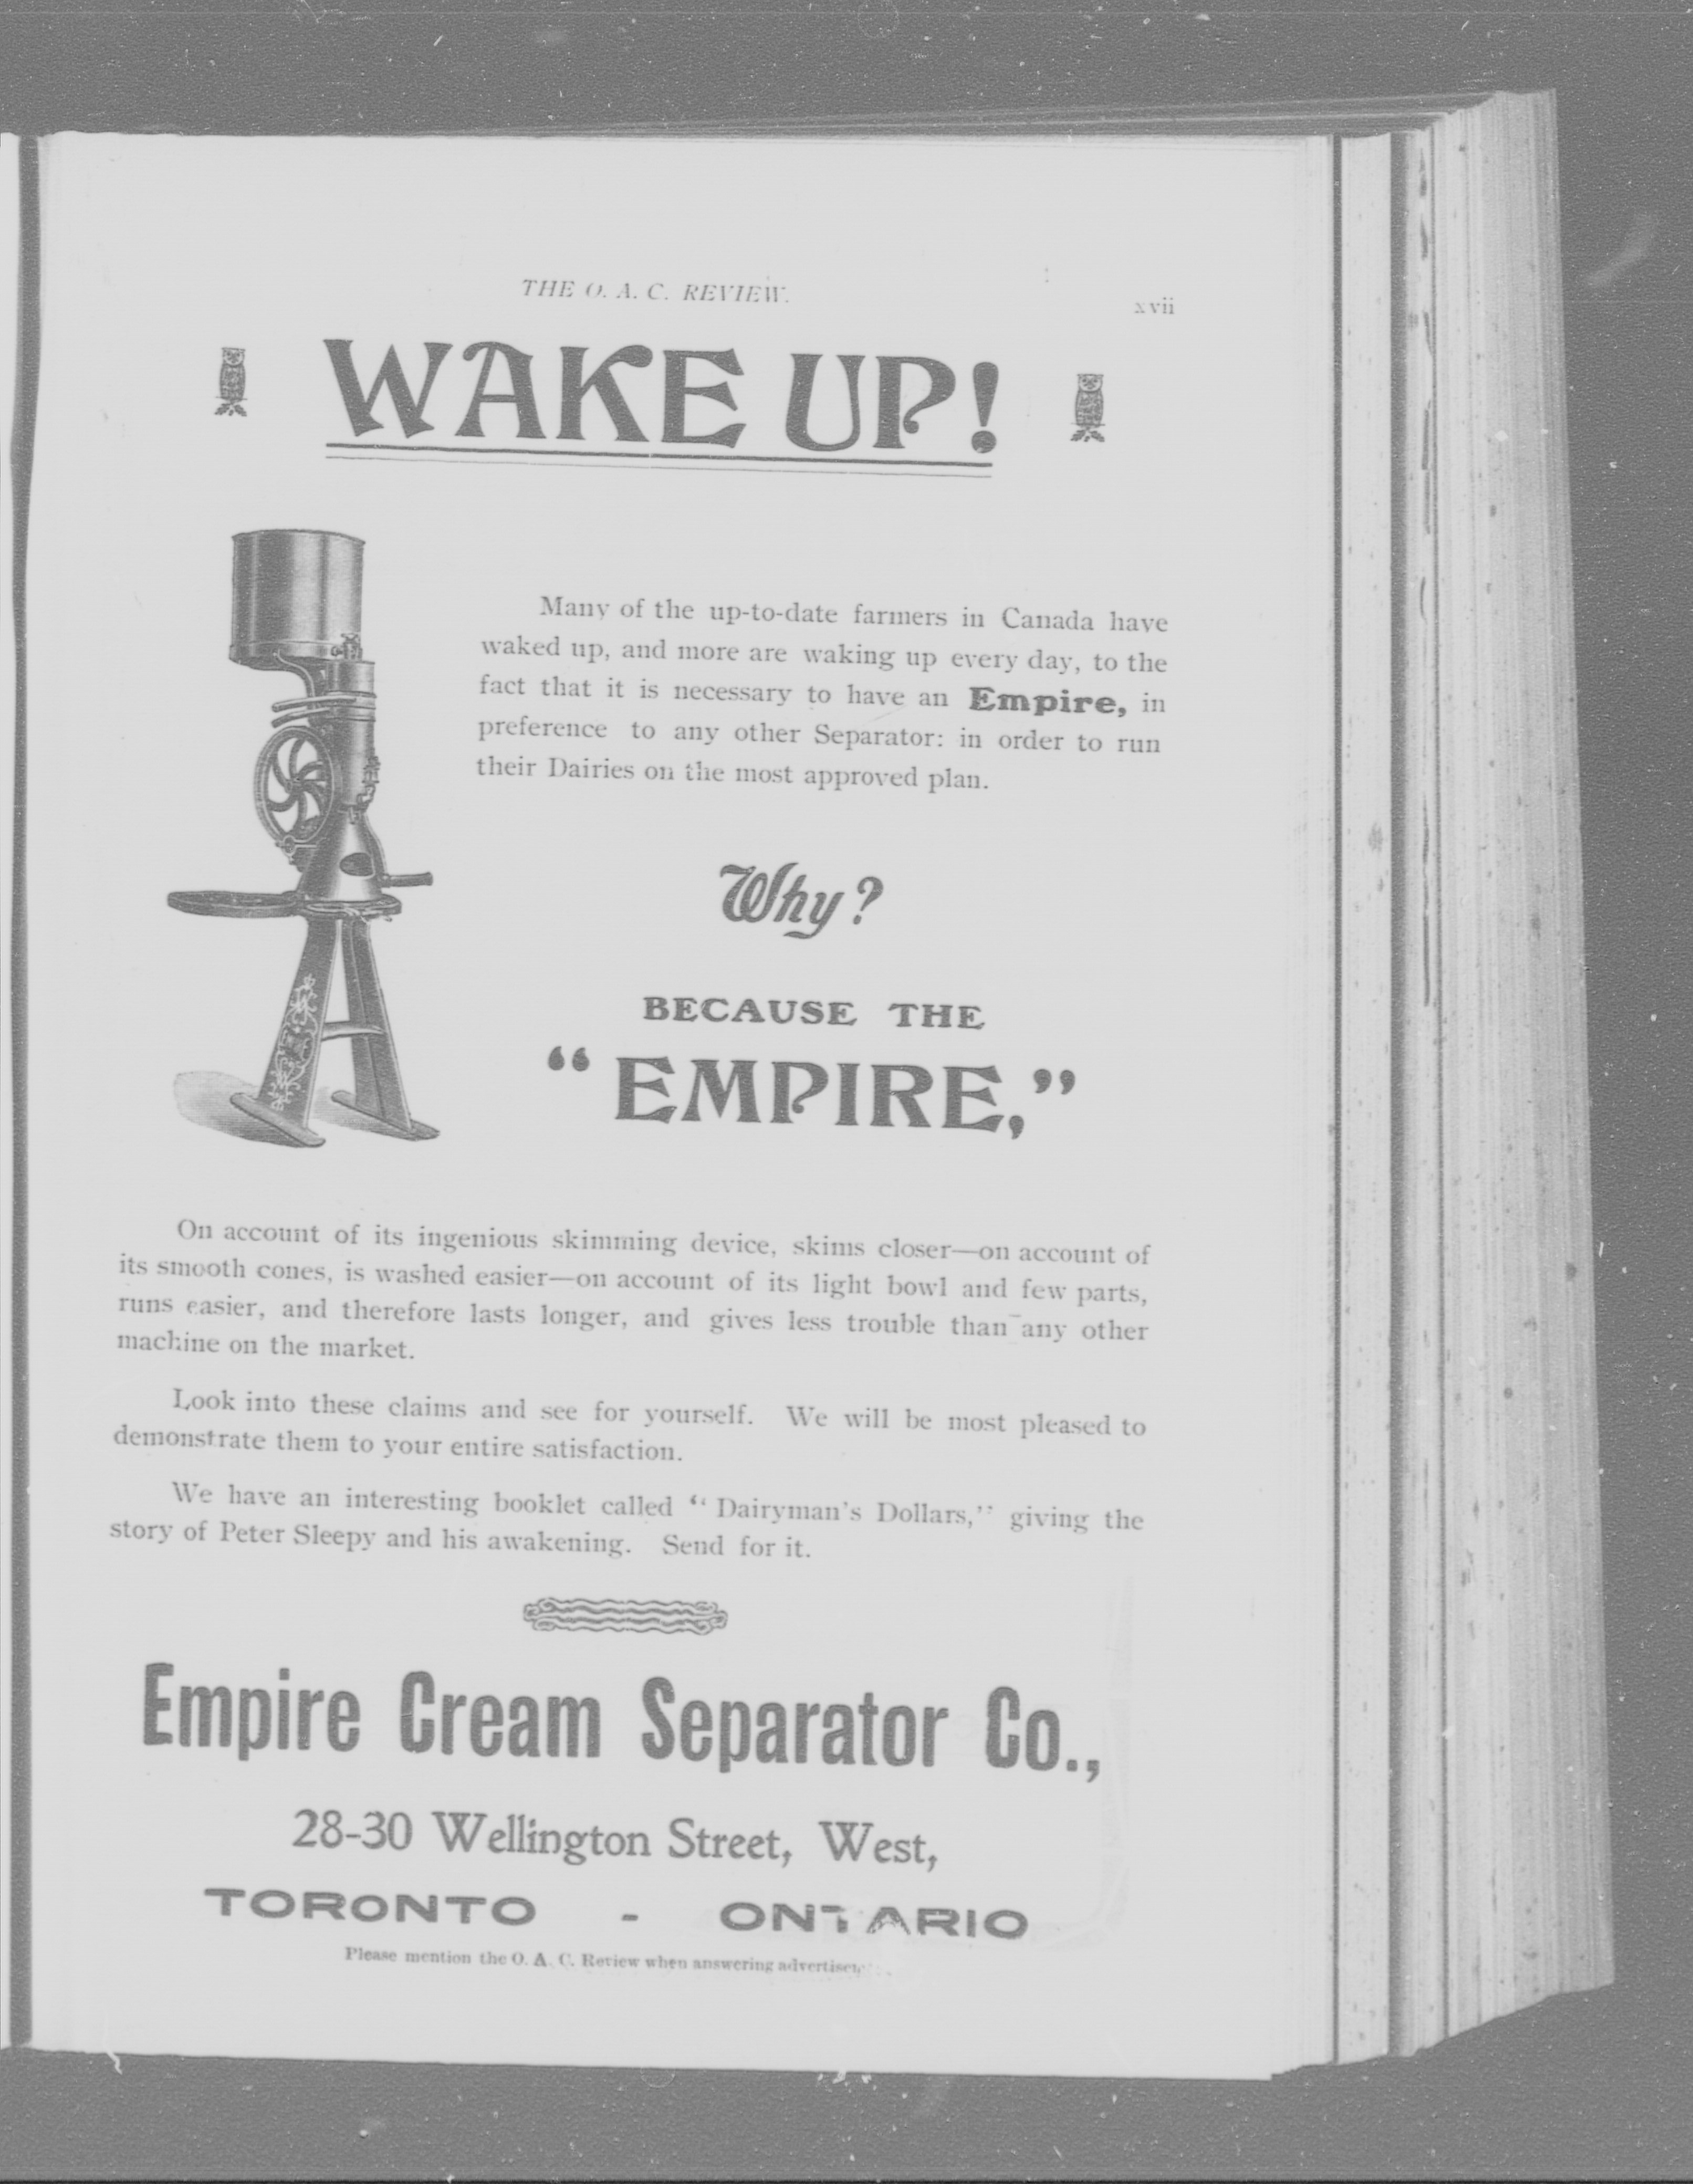 THE O. A. C. REVIEW.
xvii
WAKE UP!
Many of the up-to-date farmers in Canada have
waked up, and more are waking up every day, to the
fact that it is necessary to have an Empire, in
preference to any other Separator: in order to run
their Dairies on the most approved plan.
Why?
BECAUSE THE
“ EMPIRE,”
On account of its ingenious skimming device, skims closer—on account of
its smooth cones, is washed easier—on account of its light bowl and few parts,
runs easier, and therefore lasts longer, and gives less trouble than any other
machine on the market.
Look into these claims and see for yourself. We will be most pleased to
demonstrate them to your entire satisfaction.
We have an interesting booklet called “ Dairyman's Dollars,” giving the
story of Peter Sleepy and his awakening. Send for it.
Empire Cream Separator Co.,
28-30 Wellington Street, West,
TORONTO - ONTARIO
Please mention the O. A. C. Review when answering